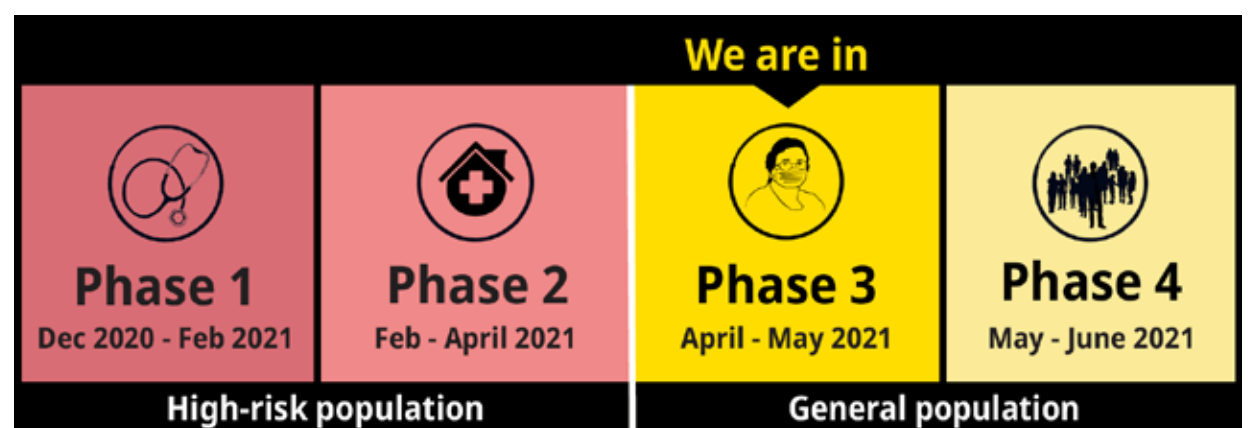 We are in
Phase 1
Dec 2020 - Feb 2021
Phase 2
Feb - April 2021
Phase 3
April - May 2021
Phase 4
May - June 2021
High-risk population
General population